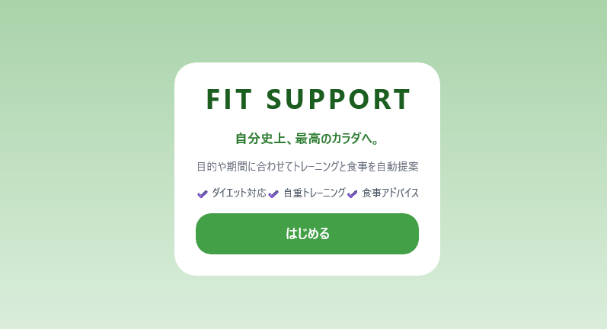 FIT SUPPORT
自分史上、最高のカラダへ。
目的や期間に合わせてトレーニングと食事を自動提案
✔ ダイエット対応 ✔ 自重トレーニング ✔ 食事アドバイス
はじめる